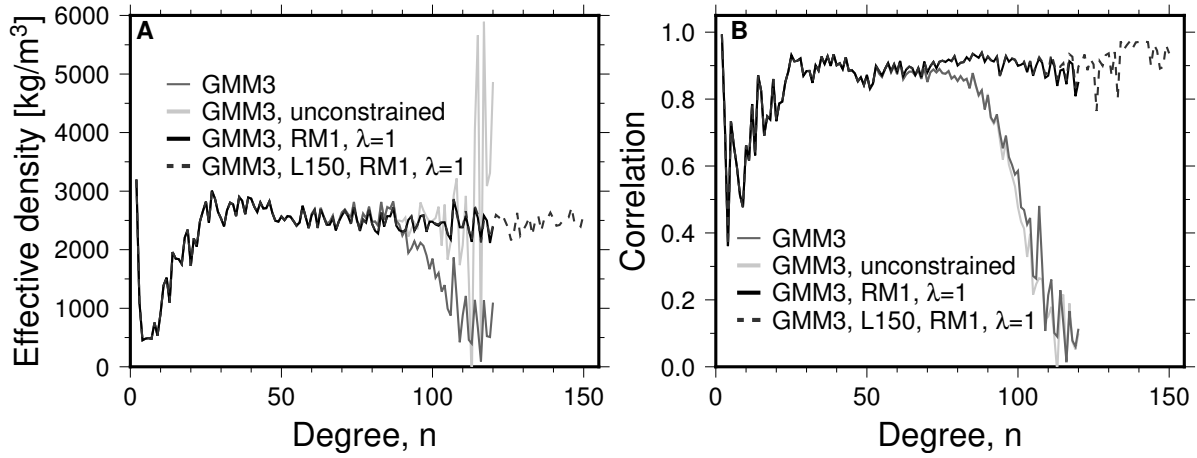 A
Effective density [kg/m³]
6000
5000
4000
3000
2000
1000
0
GMM3
GMM3, unconstrained
GMM3, RM1, λ=1
GMM3, L150, RM1, λ=1
0 50 100 150
Degree, n
B
Correlation
1.0
0.8
0.6
0.4
0.2
0.0
GMM3
GMM3, unconstrained
GMM3, RM1, λ=1
GMM3, L150, RM1, λ=1
0 50 100 150
Degree, n